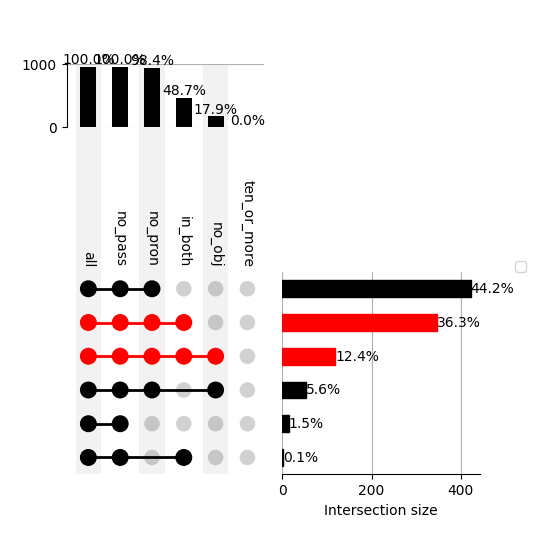 100.0% 100.0% 98.4%
1000
48.7%
17.9%
0 0.0%
all no_pass no_pron in_both no_obj ten_or_more
44.2%
36.3%
12.4%
5.6%
1.5%
0.1%
0 200 400
Intersection size